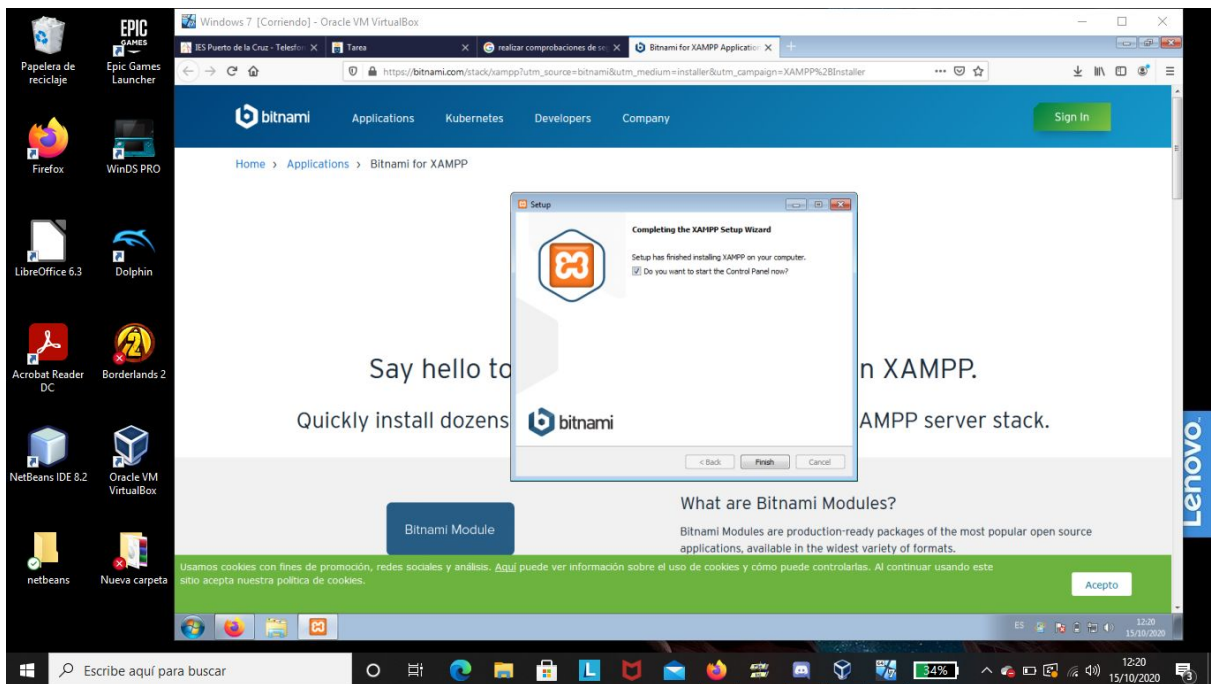 Papelera de
reciclaje
EPIC
GAMES
Epic Games
Launcher
Firefox
WinDS PRO
LibreOffice 6.3
Dolphin
Acrobat Reader
DC
Borderlands 2
NetBeans IDE 8.2
Oracle VM
VirtualBox
netbeans
Nueva carpeta
Windows 7 [Corriendo] - Oracle VM VirtualBox
IES Puerto de la Cruz - Telesfor
Tarea
realizar comprobaciones de se
Bitnami for XAMPP Application
https://bitnami.com/stack/xampp?utm_source=bitnami&utm_medium=installer&utm_campaign=XAMPP%2BInstaller
bitnami Applications Kubernetes Developers Company Sign In
Home > Applications > Bitnami for XAMPP
Setup
Completing the XAMPP Setup Wizard
Setup has finished installing XAMPP on your computer.
Do you want to start the Control Panel now?
bitnami
< Back Finish Cancel
Say hello to n XAMPP.
Quickly install dozens AMPP server stack.
Bitnami Module
What are Bitnami Modules?
Bitnami Modules are production-ready packages of the most popular open source
applications, available in the widest variety of formats.
Usamos cookies con fines de promoción, redes sociales y análisis. Aquí puede ver información sobre el uso de cookies y cómo puede controlarlas. Al continuar usando este
sitio acepta nuestra política de cookies.
Acepto
ES
12:20
15/10/2020
Lenovo
Escribe aquí para buscar
L
34%
12:20
15/10/2020
3